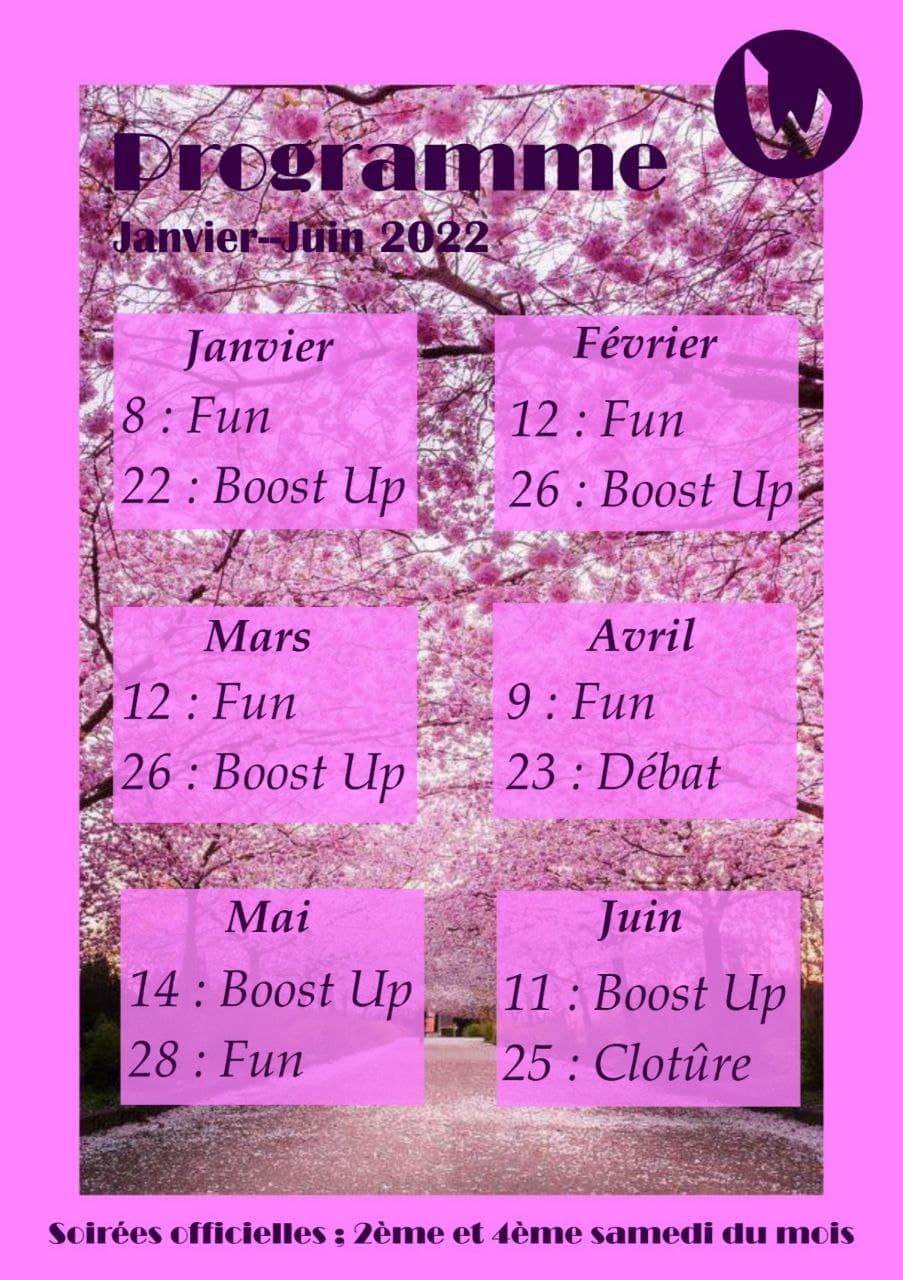 Programme
Janvier--Juin 2022
Janvier
8 : Fun
22 : Boost Up
Février
12 : Fun
26 : Boost Up
Mars
12 : Fun
26 : Boost Up
Avril
9 : Fun
23 : Débat
Mai
14 : Boost Up
28 : Fun
Juin
11 : Boost Up
25 : Clotûre
Soirées officielles ; 2ème et 4ème samedi du mois